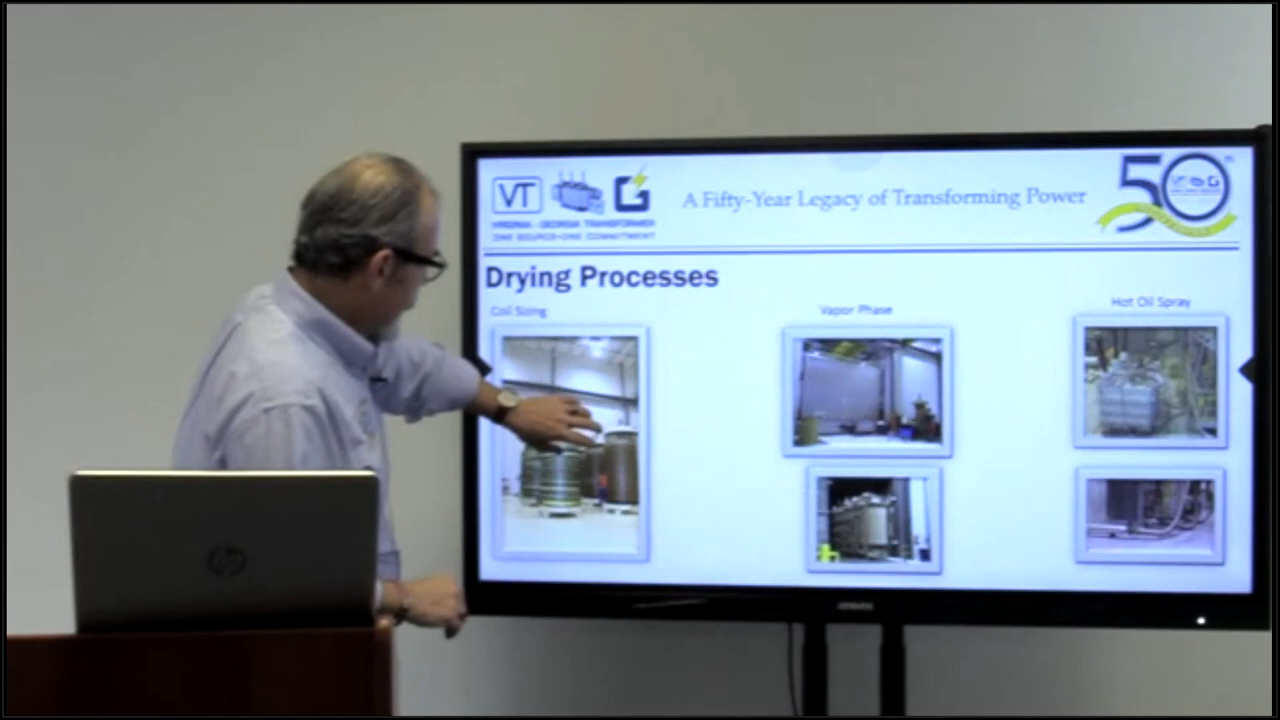 VT
G
VIRGINIA - GEORGIA TRANSFORMER
ONE SOURCE-ONE COMMITMENT
A Fifty-Year Legacy of Transforming Power
50
Drying Processes
Coil Sizing
Vapor Phase
Hot Oil Spray
hp